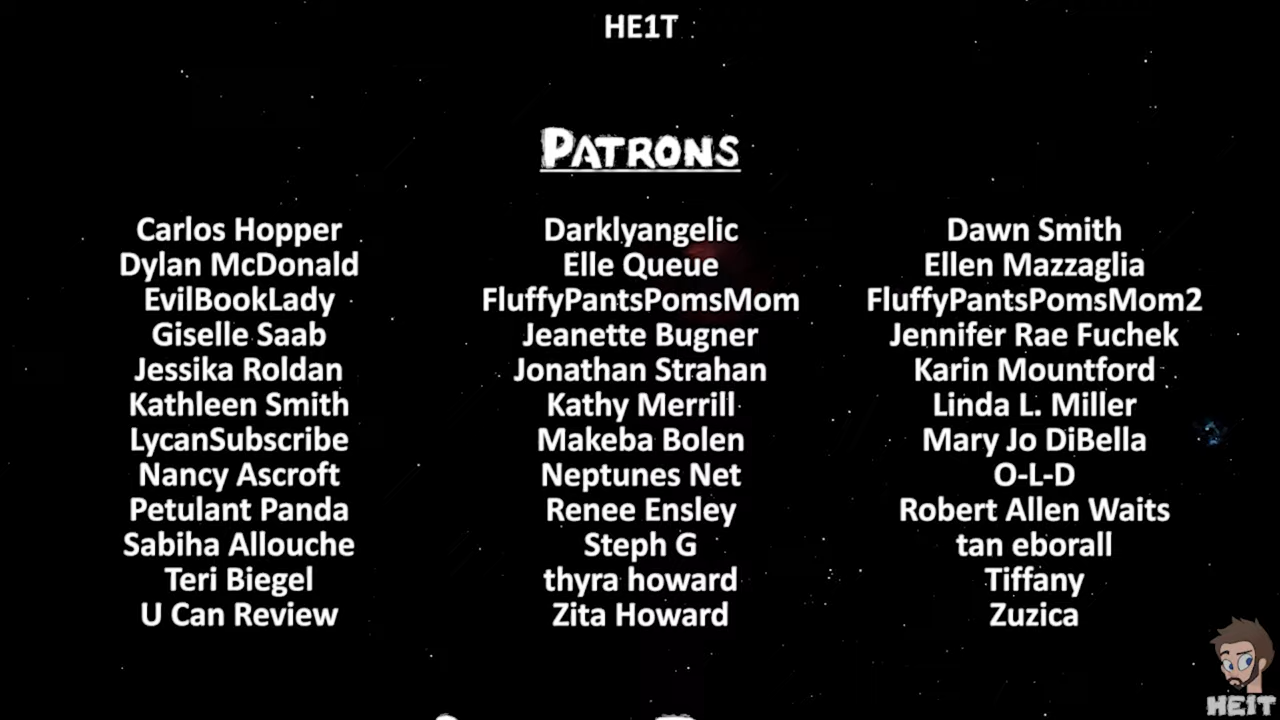 HE1T
PATRONS
Carlos Hopper Darklyangelic Dawn Smith
Dylan McDonald Elle Queue Ellen Mazzaglia
EvilBookLady FluffyPantsPomsMom FluffyPantsPomsMom2
Giselle Saab Jeanette Bugner Jennifer Rae Fuchek
Jessika Roldan Jonathan Strahan Karin Mountford
Kathleen Smith Kathy Merrill Linda L. Miller
LycanSubscribe Makeba Bolen Mary Jo DiBella
Nancy Ascroft Neptunes Net O-L-D
Petulant Panda Renee Ensley Robert Allen Waits
Sabiha Allouche Steph G tan eborall
Teri Biegel thyra howard Tiffany
U Can Review Zita Howard Zuzica
HE1T